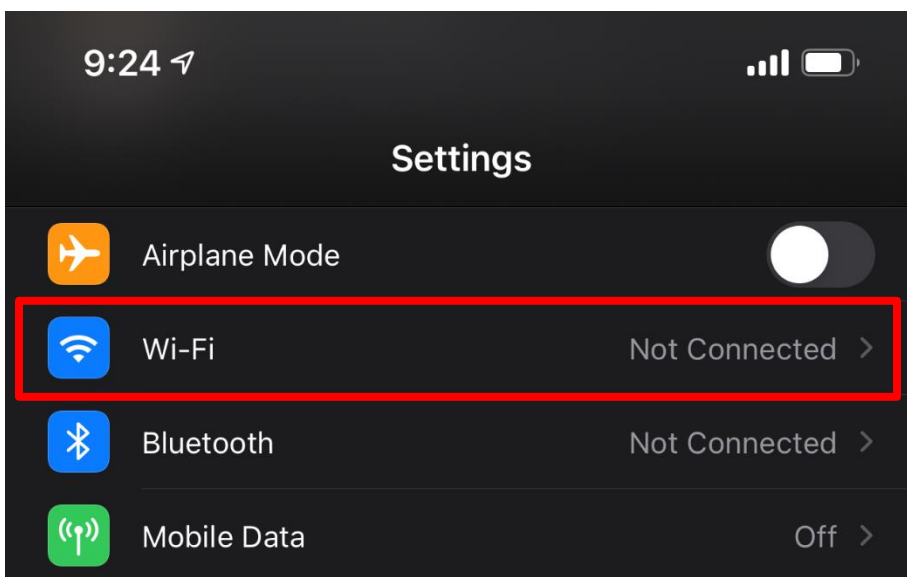 9:24
Settings
Airplane Mode
Wi-Fi Not Connected
Bluetooth Not Connected
Mobile Data Off